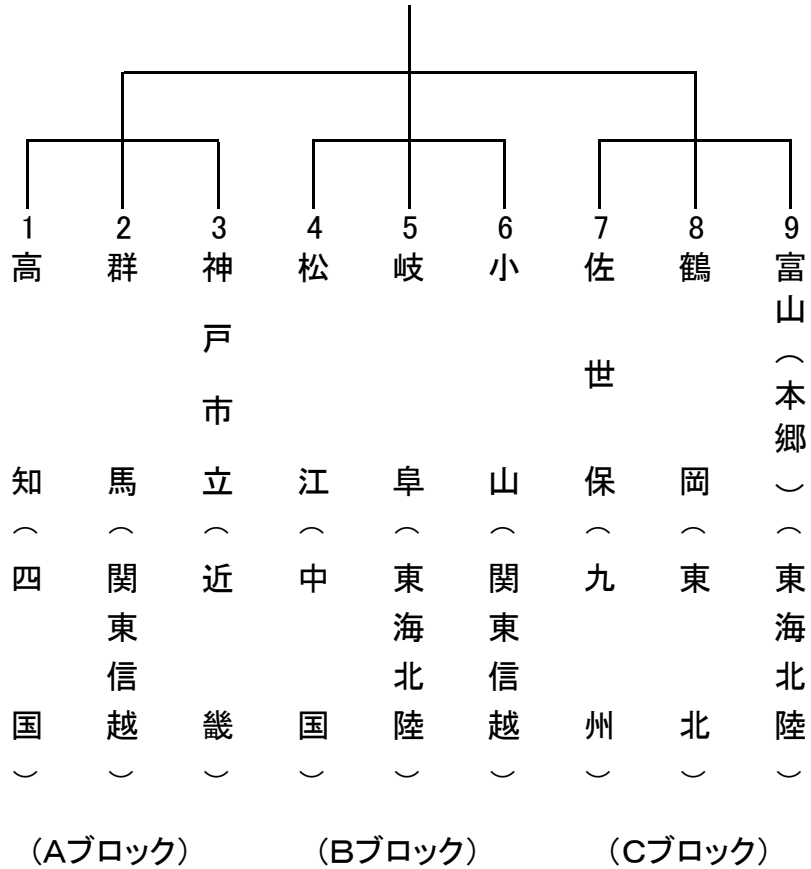 1
高知（四国）
2
群馬（関東信越）
3
神戸市立（近畿）
4
松江（中国）
5
岐阜（東海北陸）
6
小山（関東信越）
7
佐世保（九州）
8
鶴岡（東北）
9
富山（本郷）（東海北陸）
（Aブロック）
（Bブロック）
（Cブロック）